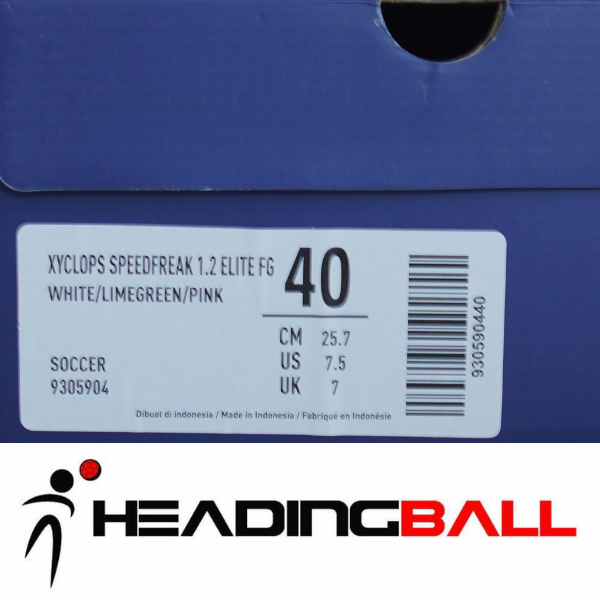 XYCLOPS SPEEDFREAK 1.2 ELITE FG
WHITE/LIMEGREEN/PINK
40
CM 25.7
US 7.5
UK 7
SOCCER
9305904
930590440
Dibuat di indonesia / Made in Indonesia / Fabriqué en Indonésie
HEADINGBALL